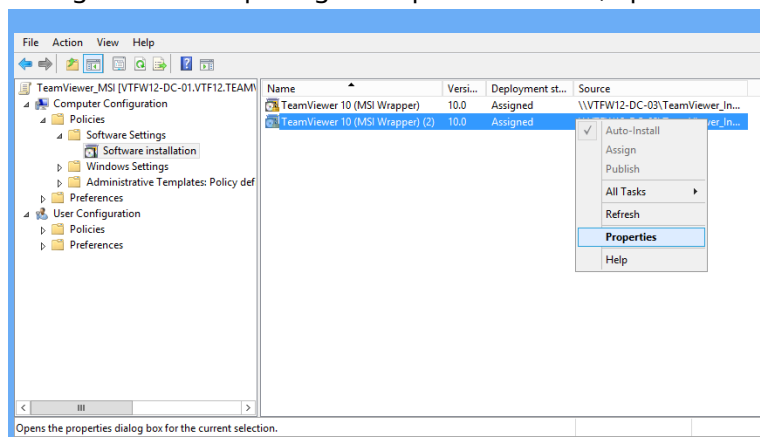 File Action View Help
TeamViewer_MSI [VTFW12-DC-01.VTF12.TEAM
Computer Configuration
Policies
Software Settings
Software installation
Windows Settings
Administrative Templates: Policy def
Preferences
User Configuration
Policies
Preferences
Name Versi... Deployment st... Source
TeamViewer 10 (MSI Wrapper) 10.0 Assigned \\VTFW12-DC-03\TeamViewer_In...
TeamViewer 10 (MSI Wrapper) (2) 10.0 Assigned ver_In...
Auto-Install
Assign
Publish
All Tasks
Refresh
Properties
Help
Opens the properties dialog box for the current selection.